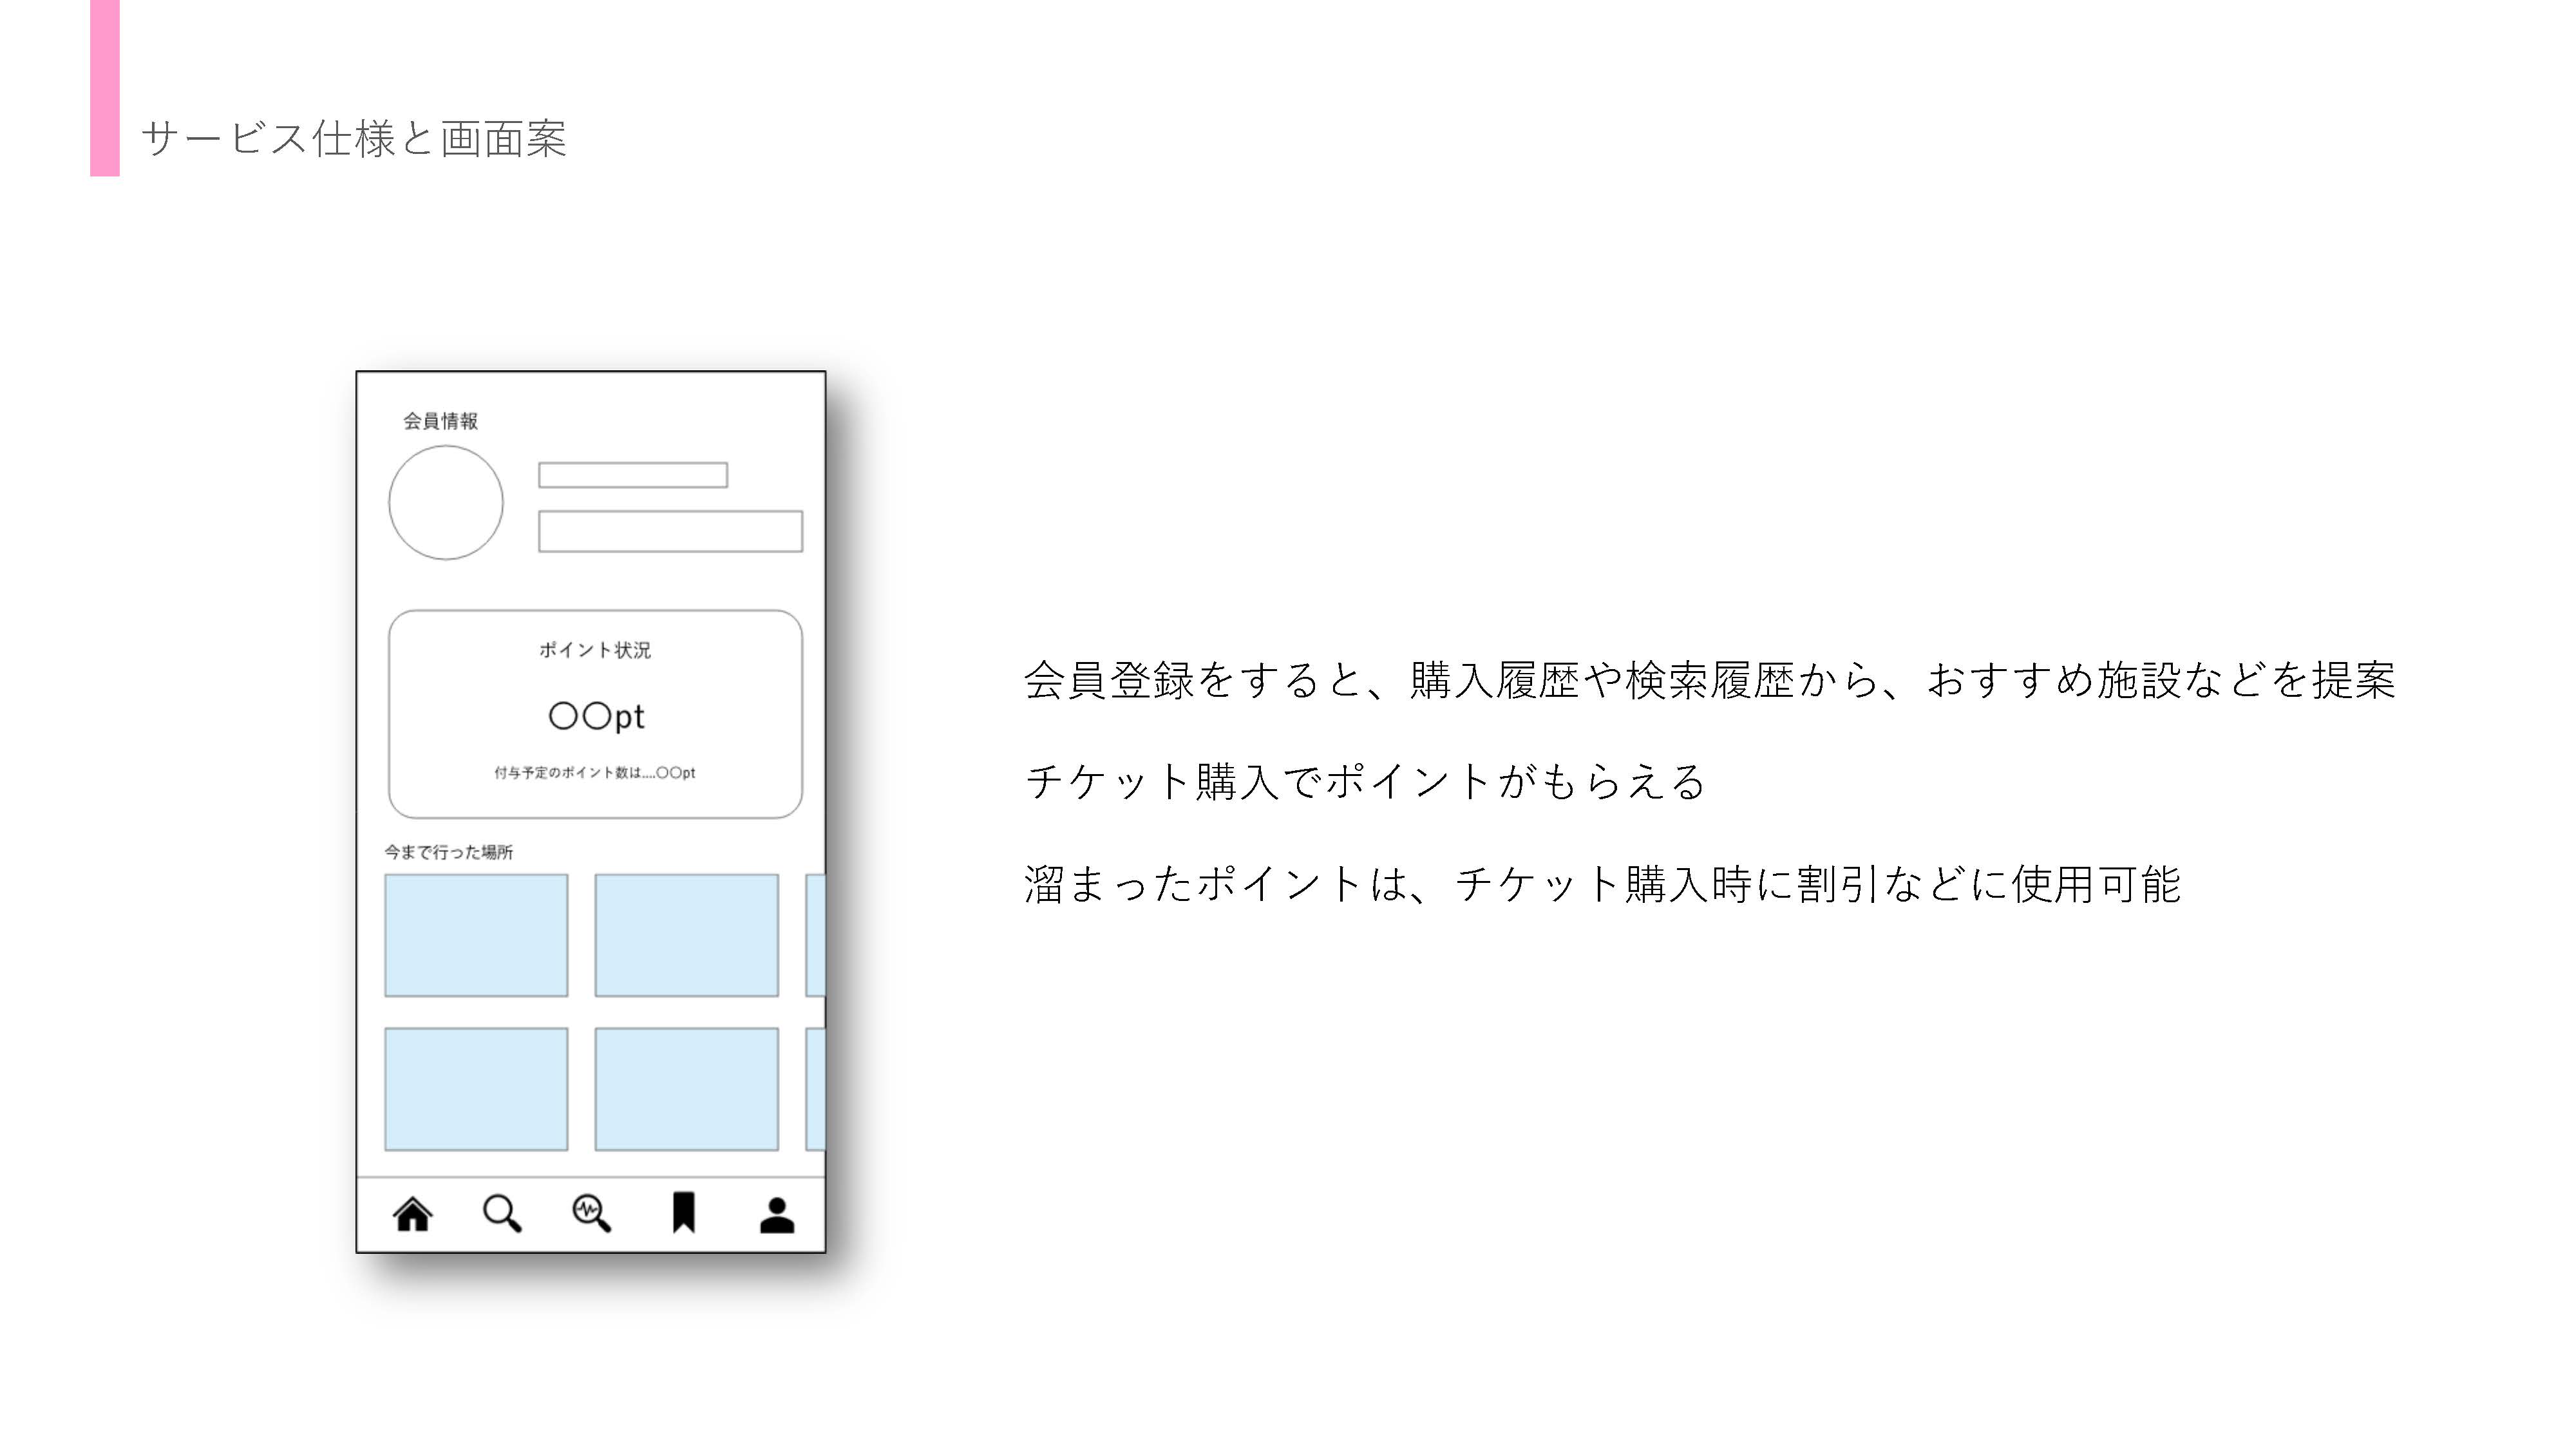 サービス仕様と画面案
会員情報
ポイント状況
〇〇pt
付与予定のポイント数は....〇〇pt
今まで行った場所
会員登録をすると、購入履歴や検索履歴から、おすすめ施設などを提案
チケット購入でポイントがもらえる
溜まったポイントは、チケット購入時に割引などに使用可能